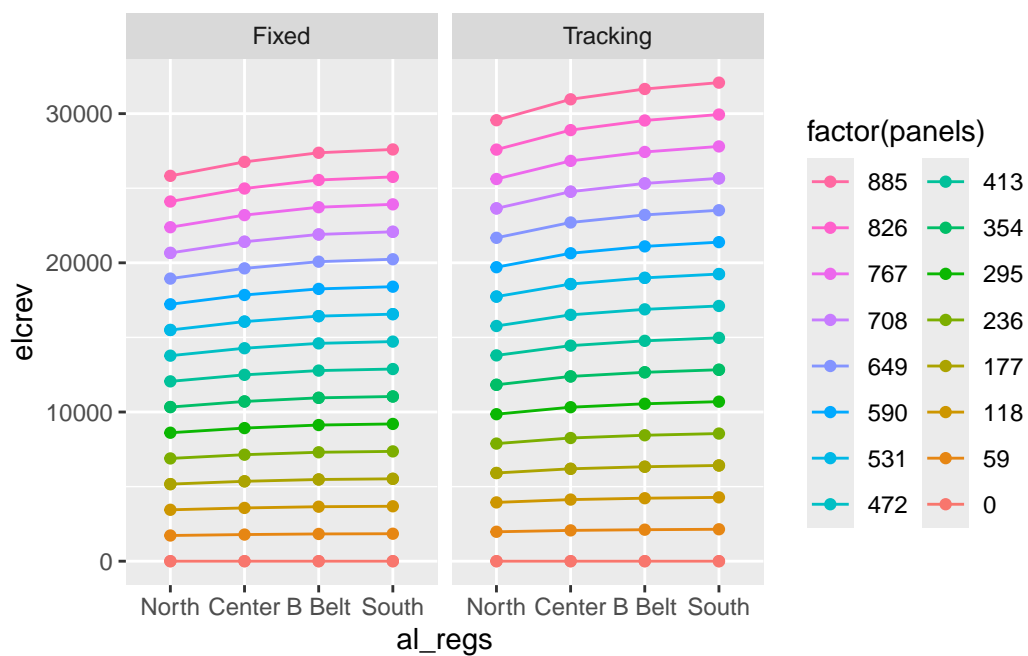 Fixed
Tracking
elcrev
30000
20000
10000
0
North Center B Belt South
North Center B Belt South
al_regs
factor(panels)
885
826
767
708
649
590
531
472
413
354
295
236
177
118
59
0